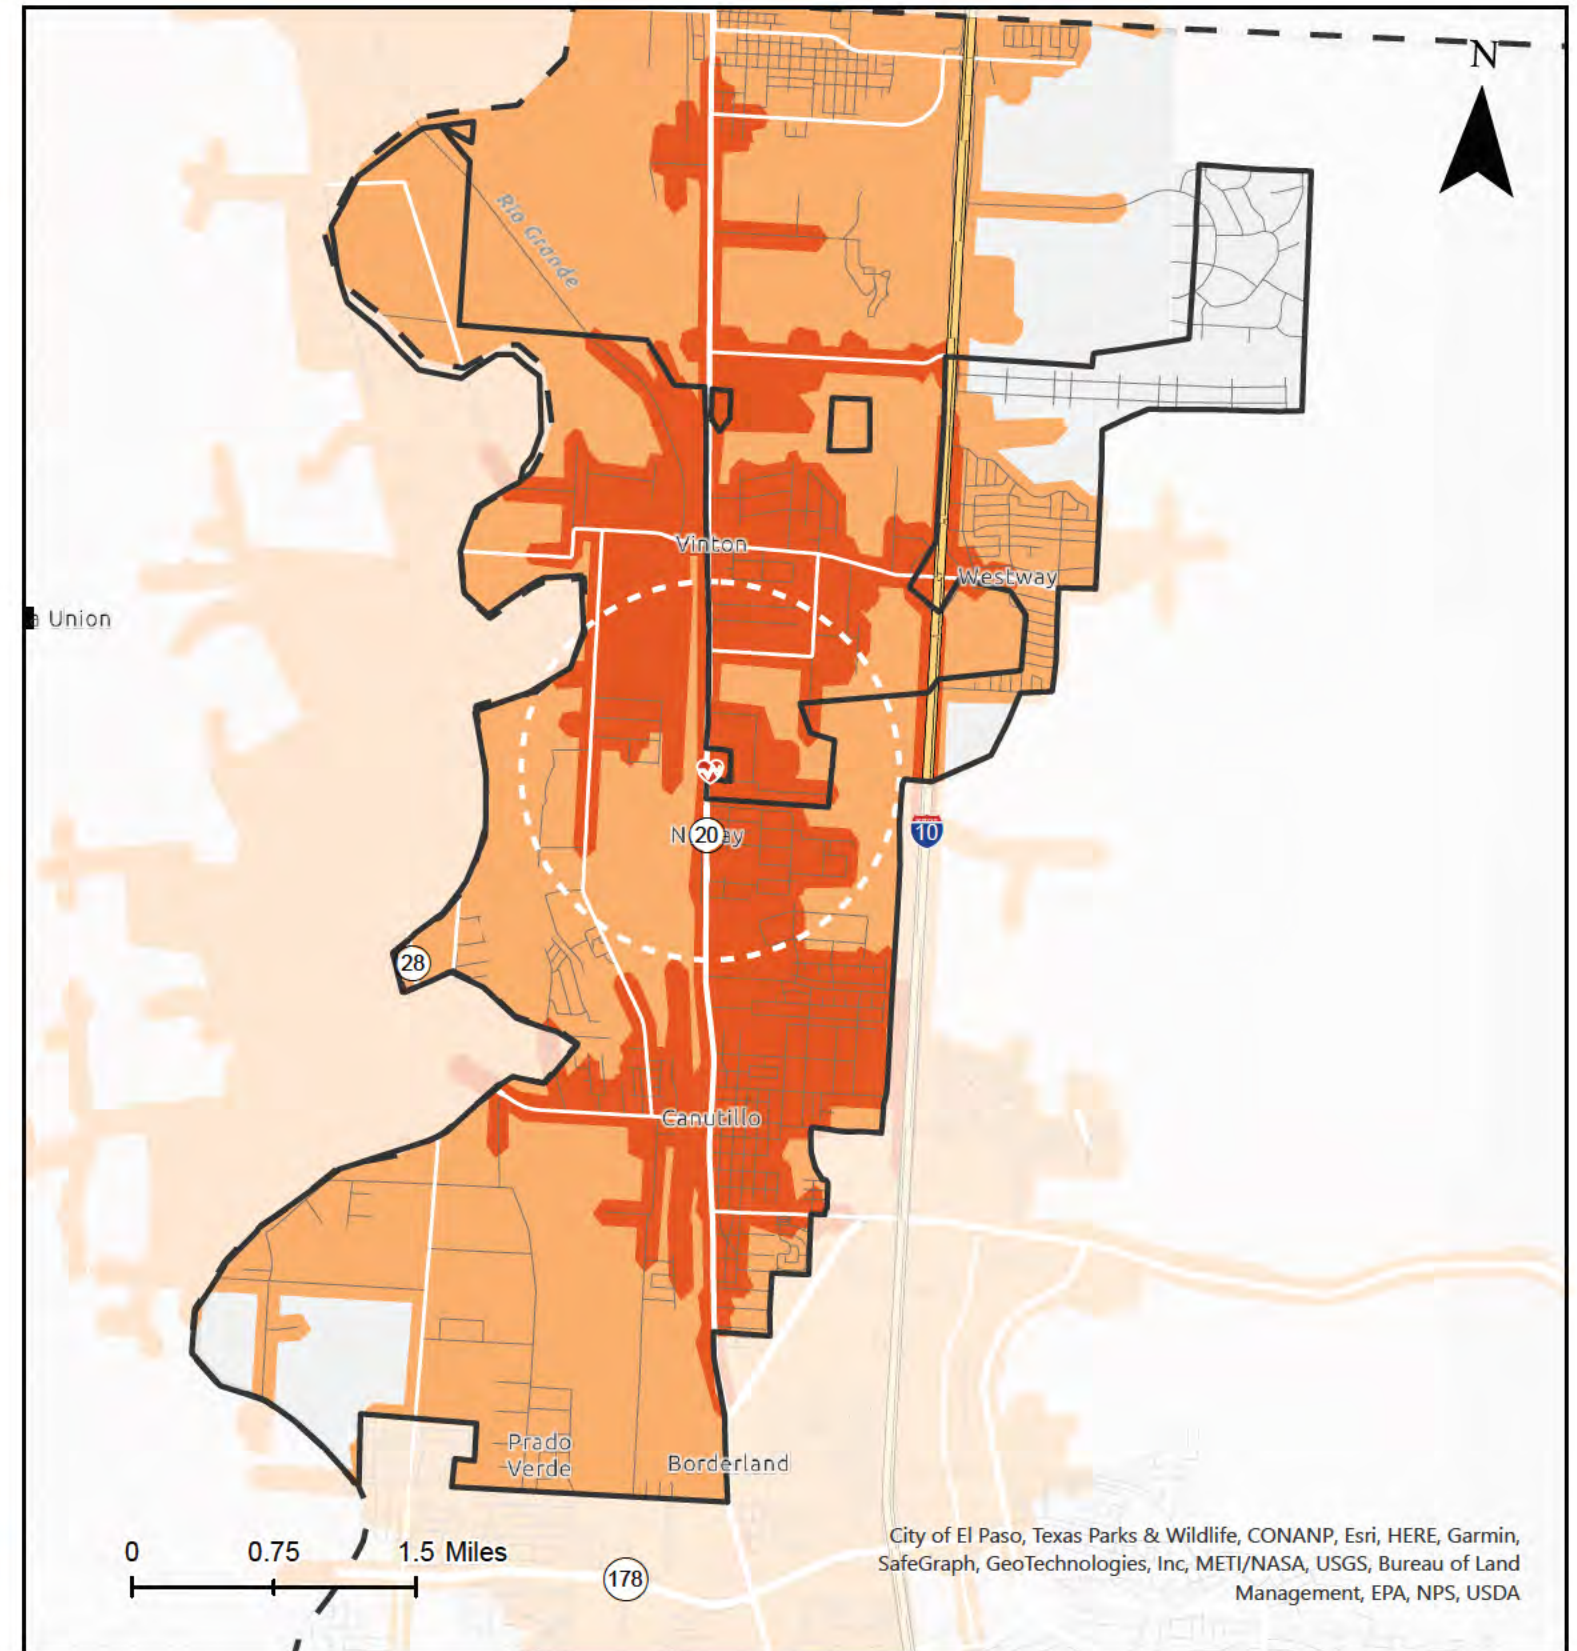 N
Rio Grande
Vinton
Westway
a Union
20
10
28
Canutillo
Prado
Verde
Borderland
0 0.75 1.5 Miles
178
City of El Paso, Texas Parks & Wildlife, CONANP, Esri, HERE, Garmin,
SafeGraph, GeoTechnologies, Inc, METI/NASA, USGS, Bureau of Land
Management, EPA, NPS, USDA